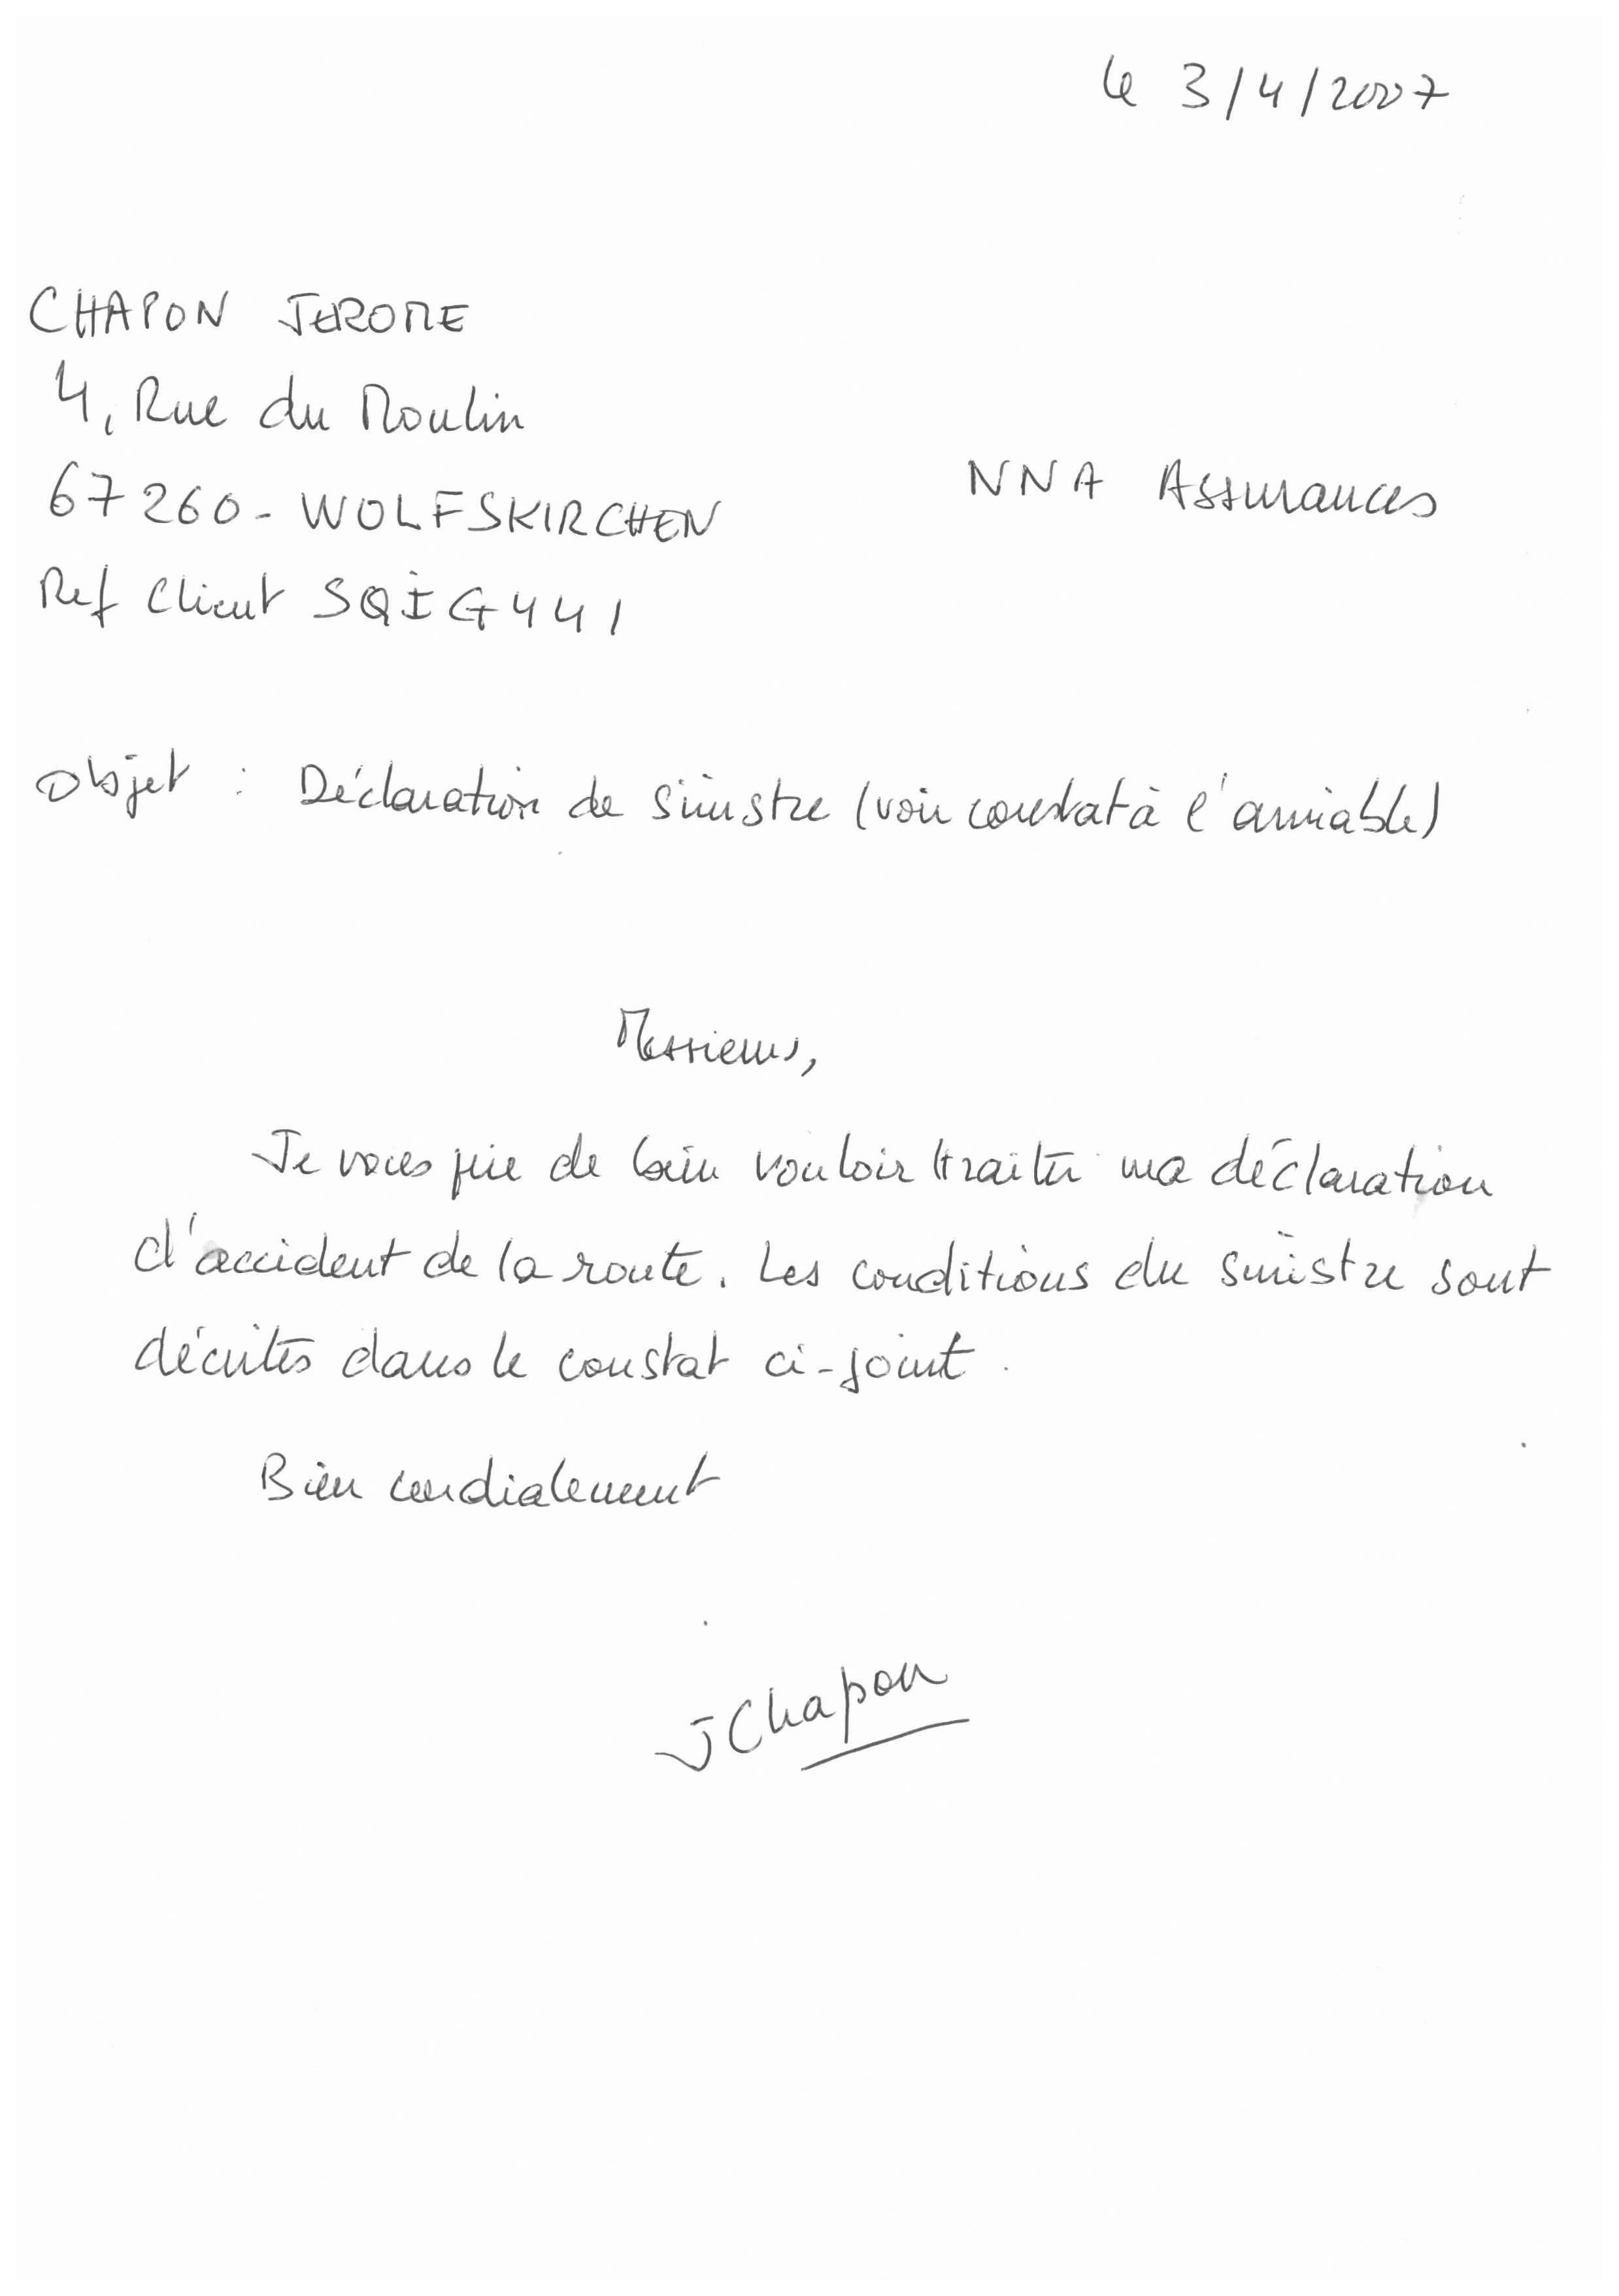 le 3/4/2007
CHAPON JEROME
4, Rue du Moulin
67260 - WOLFSKIRCHEN
NNA Assurances
Ref Client SQIG441
Objet : Déclaration de sinistre (voir constat à l'amiable)
Messieurs,
Je vous prie de bien vouloir traiter ma déclaration
d'accident de la route. Les conditions du sinistre sont
décrites dans le constat ci-joint.
Bien cordialement
JChapon